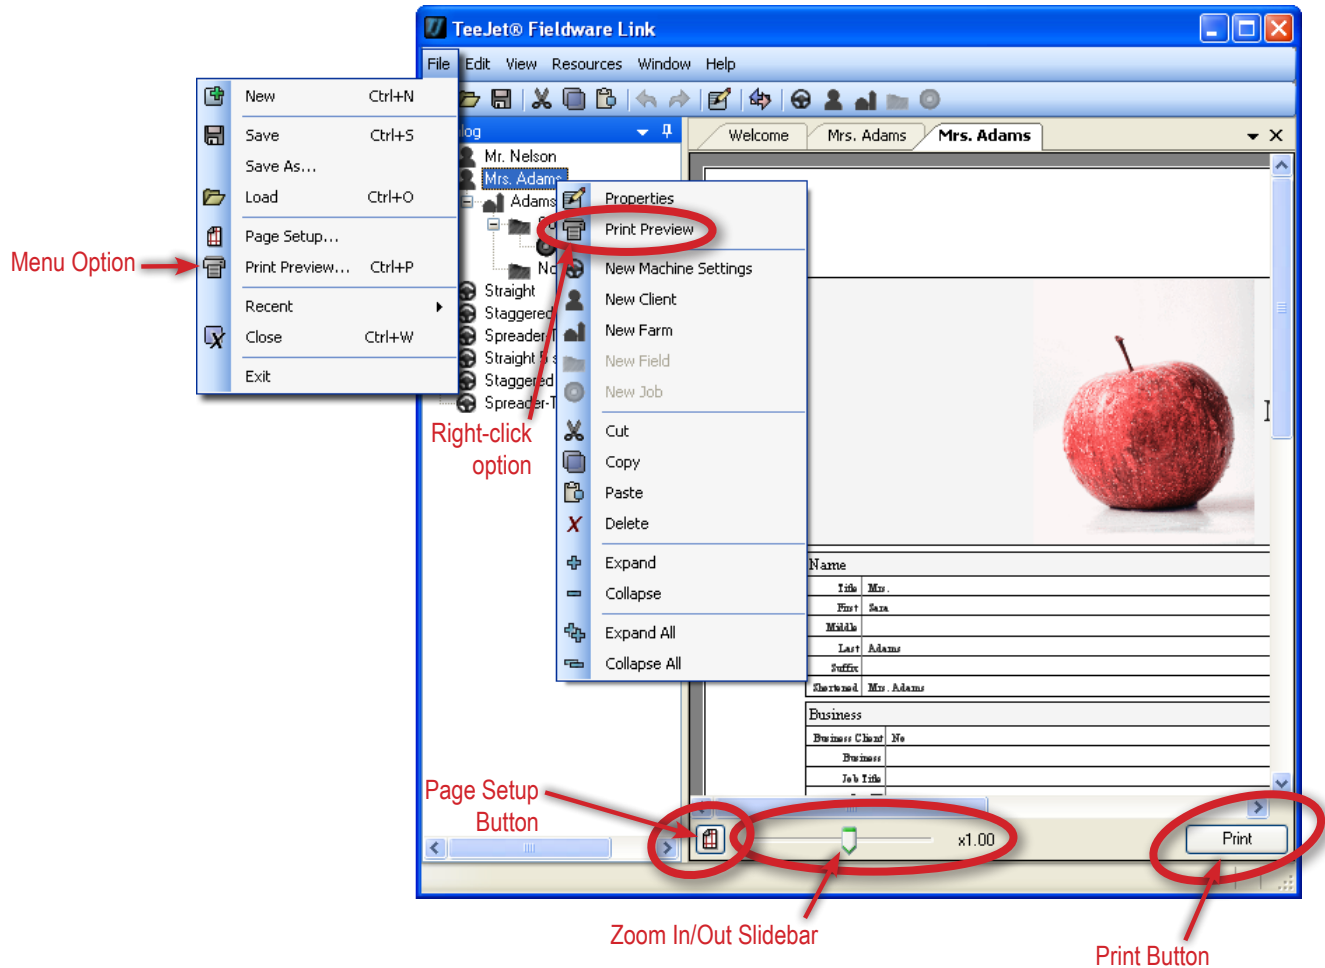 TeeJet® Fieldware Link
File Edit View Resources Window Help
New Ctrl+N
Save Ctrl+S
Save As...
Load Ctrl+O
Page Setup...
Print Preview... Ctrl+P
Recent
Close Ctrl+W
Exit
Menu Option
Welcome Mrs. Adams Mrs. Adams
Mr. Nelson
Mrs. Adams
Adams
No
Straight
Staggered
Spreader-T
Straight 5 s
Staggered
Spreader-T
Properties
Print Preview
New Machine Settings
New Client
New Farm
New Field
New Job
Cut
Copy
Paste
Delete
Expand
Collapse
Expand All
Collapse All
Right-click
option
Name
Title Mrs.
First Sara
Middle
Last Adams
Suffix
Shortened Mrs. Adams
Business
Business Client No
Business
Job Title
Page Setup
Button
x1.00
Print
Zoom In/Out Slidebar
Print Button